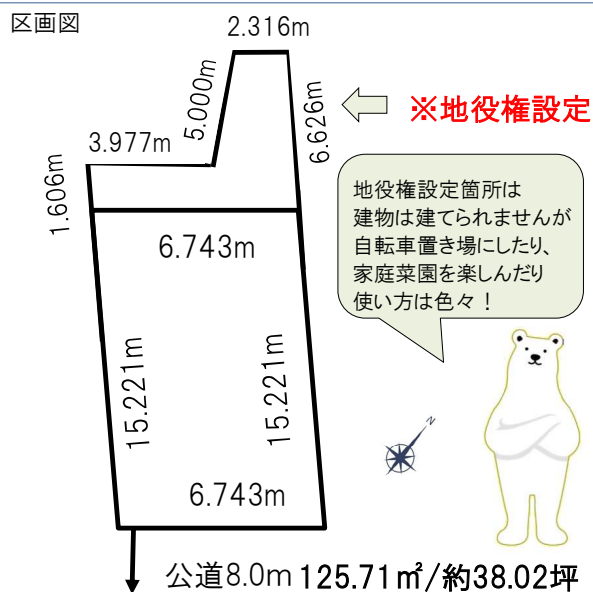 区画図
2.316m
5.000m
6.626m
※地役権設定
3.977m
1.606m
6.743m
地役権設定箇所は
建物は建てられませんが
自転車置き場にしたり、
家庭菜園を楽しんだり
使い方は色々！
15.221m
15.221m
N
6.743m
公道8.0m 125.71㎡/約38.02坪